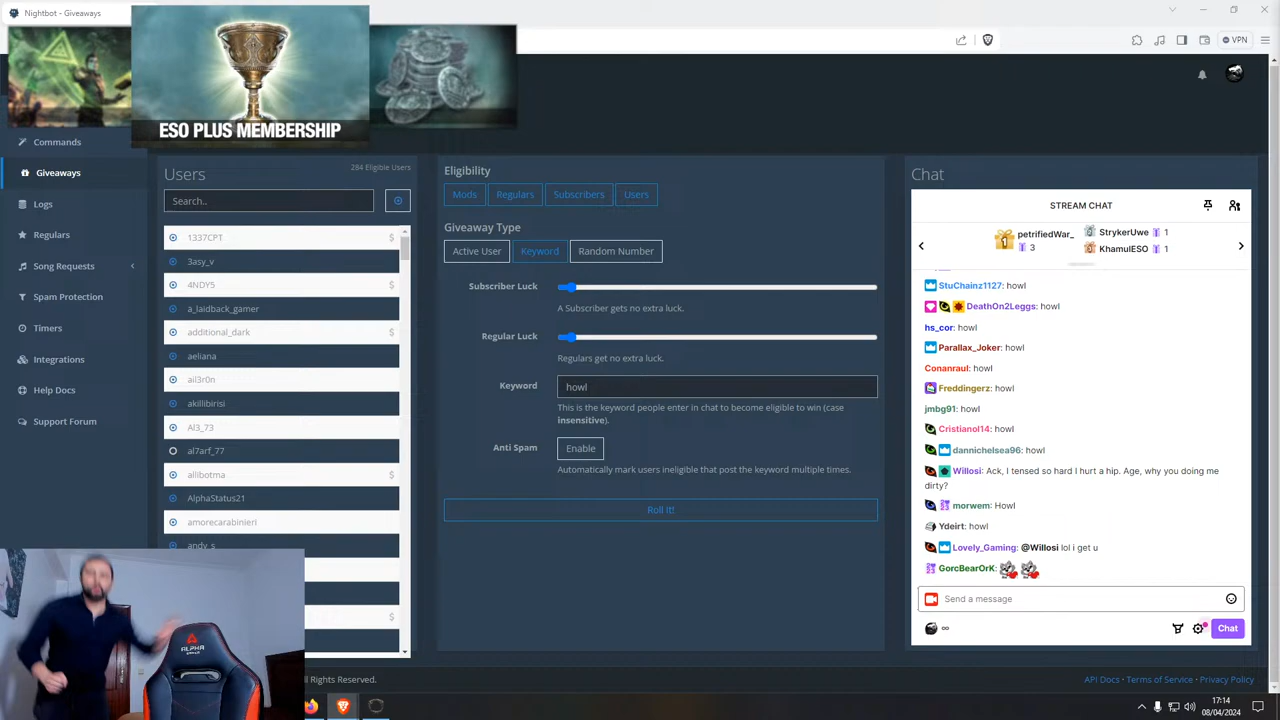 Nightbot - Giveaways
VPN
ESO PLUS MEMBERSHIP
Commands
Giveaways
Logs
Regulars
Song Requests
Spam Protection
Timers
Integrations
Help Docs
Support Forum
Users
284 Eligible Users
Search..
1337CPT $
3asy_v
4NDY5 $
a_laidback_gamer
additional_dark $
aeliana
ail3r0n
akillibirisi
Al3_73
al7arf_77
allibotma $
AlphaStatus21
amorecarabinieri
andy_s
$
Eligibility
Mods
Regulars
Subscribers
Users
Giveaway Type
Active User
Keyword
Random Number
Subscriber Luck
A Subscriber gets no extra luck.
Regular Luck
Regulars get no extra luck.
Keyword
howl
This is the keyword people enter in chat to become eligible to win (case
insensitive).
Anti Spam
Enable
Automatically mark users ineligible that post the keyword multiple times.
Roll It!
Chat
STREAM CHAT
1
petrifiedWar_
3
StrykerUwe 1
KhamulESO 1
StuChainz1127: howl
DeathOn2Leggs: howl
hs_cor: howl
Parallax_Joker: howl
Conanraul: howl
Freddingerz: howl
jmbg91: howl
Cristianol14: howl
dannichelsea96: howl
Willosi: Ack, I tensed so hard I hurt a hip. Age, why you doing me
dirty?
morwem: Howl
Ydeirt: howl
Lovely_Gaming: @Willosi lol i get u
GorcBearOrK:
Send a message
∞
Chat
ALPHA
GAMER
ll Rights Reserved.
API Docs · Terms of Service · Privacy Policy
17:14
08/04/2024